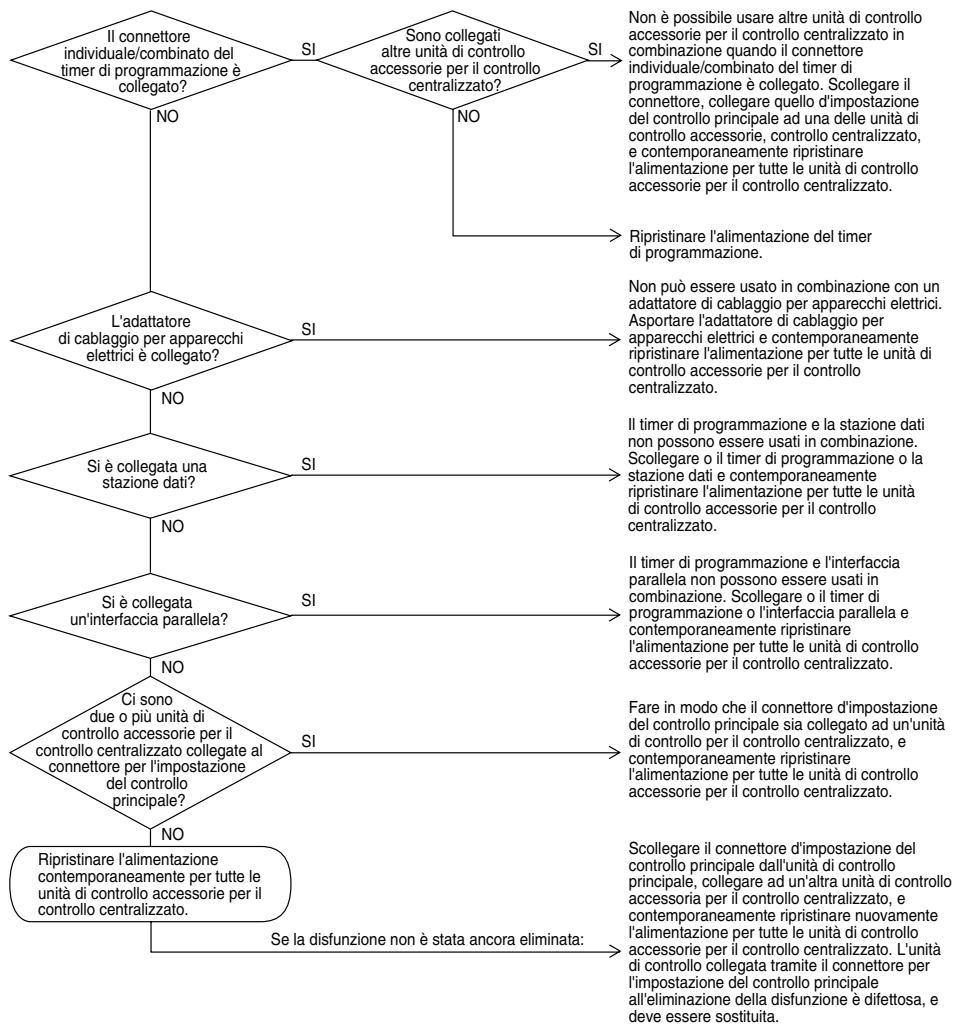 Il connettore
individuale/combinato del
timer di programmazione è
collegato?
SI
NO
Sono collegati
altre unità di controllo
accessorie per il controllo
centralizzato?
SI
NO
Non è possibile usare altre unità di controllo
accessorie per il controllo centralizzato in
combinazione quando il connettore
individuale/combinato del timer di
programmazione è collegato. Scollegare il
connettore, collegare quello d'impostazione
del controllo principale ad una delle unità di
controllo accessorie, controllo centralizzato,
e contemporaneamente ripristinare
l'alimentazione per tutte le unità di controllo
accessorie per il controllo centralizzato.
Ripristinare l'alimentazione del timer
di programmazione.
L'adattatore
di cablaggio per apparecchi
elettrici è collegato?
SI
NO
Non può essere usato in combinazione con un
adattatore di cablaggio per apparecchi elettrici.
Asportare l'adattatore di cablaggio per
apparecchi elettrici e contemporaneamente
ripristinare l'alimentazione per tutte le unità di
controllo accessorie per il controllo
centralizzato.
Si è collegata una
stazione dati?
SI
NO
Il timer di programmazione e la stazione dati
non possono essere usati in combinazione.
Scollegare o il timer di programmazione o la
stazione dati e contemporaneamente
ripristinare l'alimentazione per tutte le unità
di controllo accessorie per il controllo
centralizzato.
Si è collegata
un'interfaccia parallela?
SI
NO
Il timer di programmazione e l'interfaccia
parallela non possono essere usati in
combinazione. Scollegare o il timer di
programmazione o l'interfaccia parallela e
contemporaneamente ripristinare
l'alimentazione per tutte le unità di controllo
accessorie per il controllo centralizzato.
Ci sono
due o più unità di
controllo accessorie per il
controllo centralizzato collegate al
connettore per l'impostazione
del controllo
principale?
SI
NO
Fare in modo che il connettore d'impostazione
del controllo principale sia collegato ad un'unità
di controllo per il controllo centralizzato, e
contemporaneamente ripristinare
l'alimentazione per tutte le unità di controllo
accessorie per il controllo centralizzato.
Ripristinare l'alimentazione
contemporaneamente per tutte le
unità di controllo accessorie per il
controllo centralizzato.
Se la disfunzione non è stata ancora eliminata:
Scollegare il connettore d'impostazione del
controllo principale dall'unità di controllo
principale, collegare ad un'altra unità di controllo
accessoria per il controllo centralizzato, e
contemporaneamente ripristinare nuovamente
l'alimentazione per tutte le unità di controllo
accessorie per il controllo centralizzato. L'unità
di controllo collegata tramite il connettore per
l'impostazione del controllo principale
all'eliminazione della disfunzione è difettosa, e
deve essere sostituita.